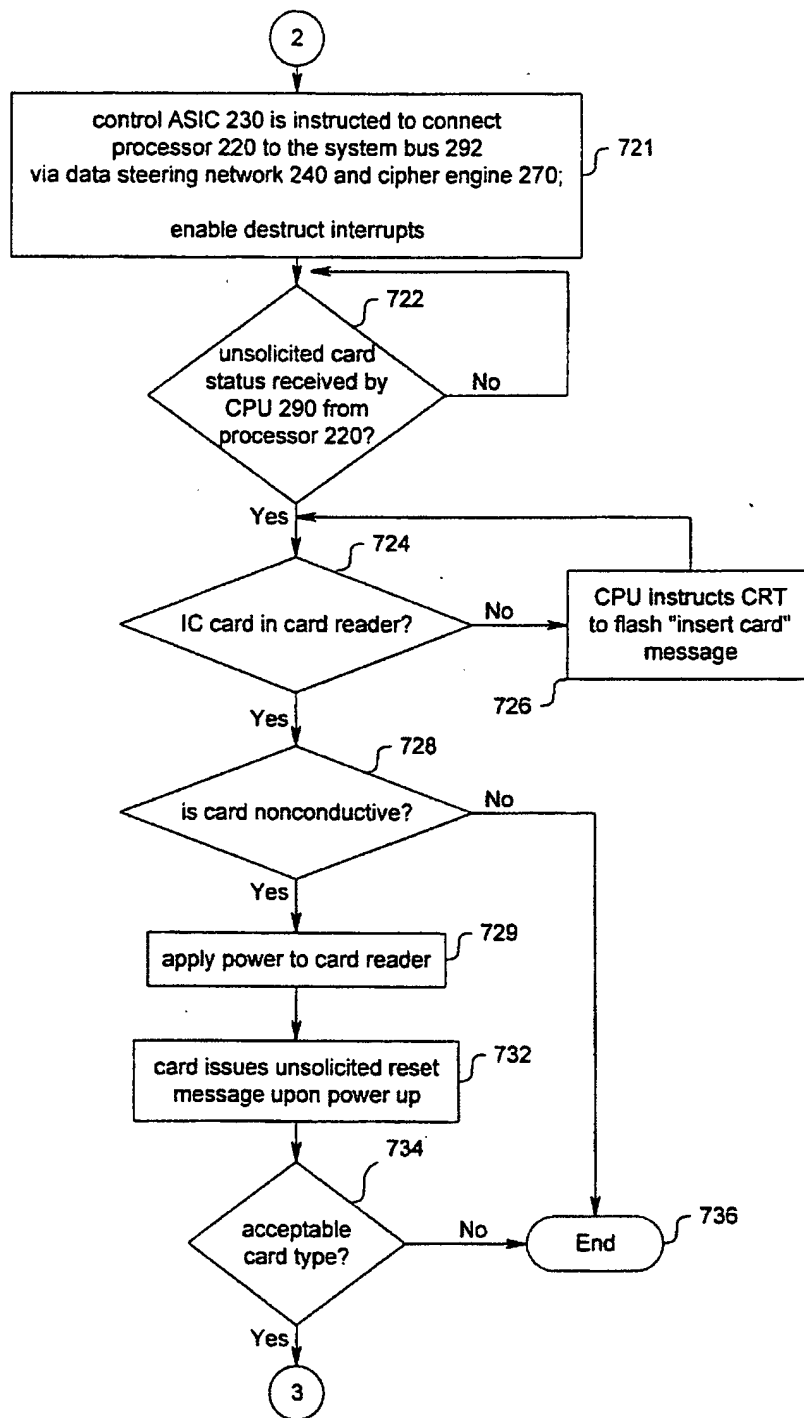 2
control ASIC 230 is instructed to connect
processor 220 to the system bus 292
via data steering network 240 and cipher engine 270;
enable destruct interrupts
721
722
unsolicited card
status received by
CPU 290 from
processor 220?
No
Yes
724
IC card in card reader?
No
CPU instructs CRT
to flash "insert card"
message
726
Yes
728
is card nonconductive?
No
Yes
729
apply power to card reader
732
card issues unsolicited reset
message upon power up
734
acceptable
card type?
No
End
736
Yes
3